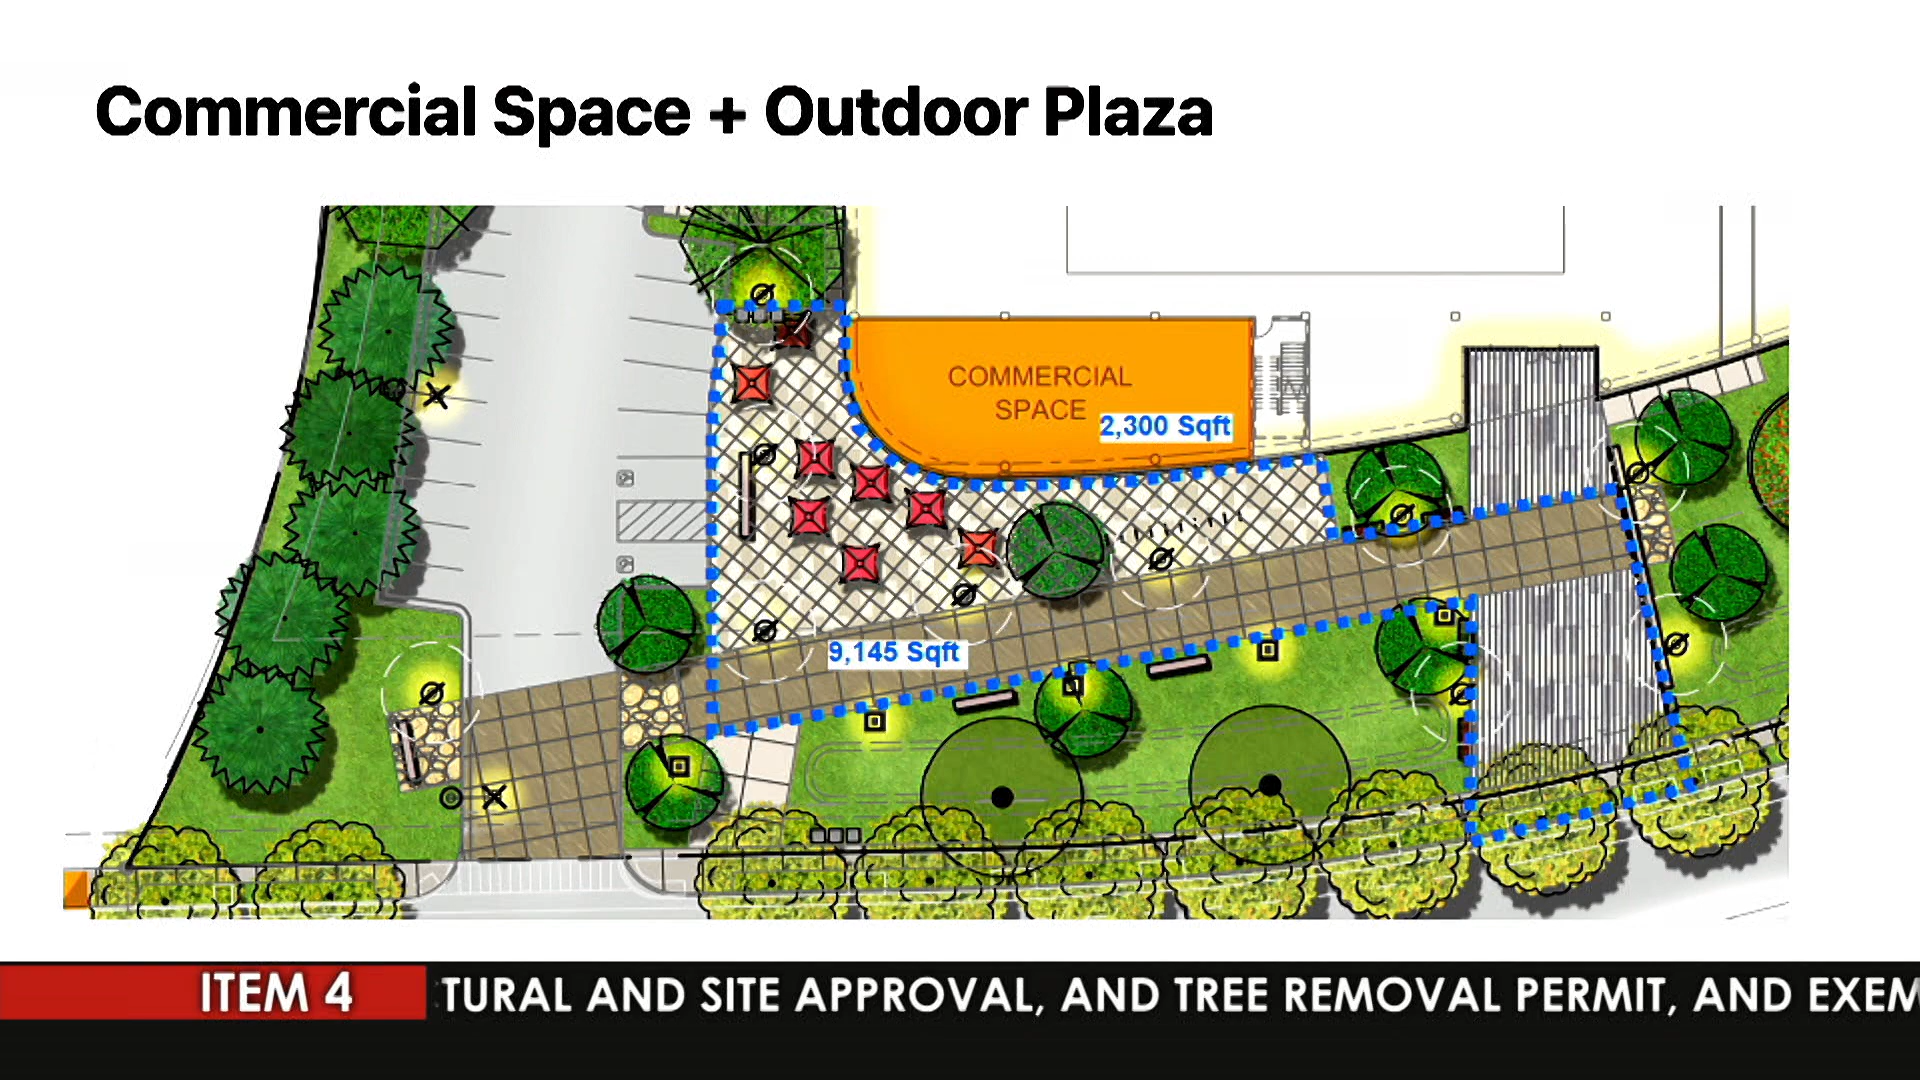 Commercial Space + Outdoor Plaza
COMMERCIAL
SPACE
2,300 Sqft
9,145 Sqft
ITEM 4
TURAL AND SITE APPROVAL, AND TREE REMOVAL PERMIT, AND EXEM